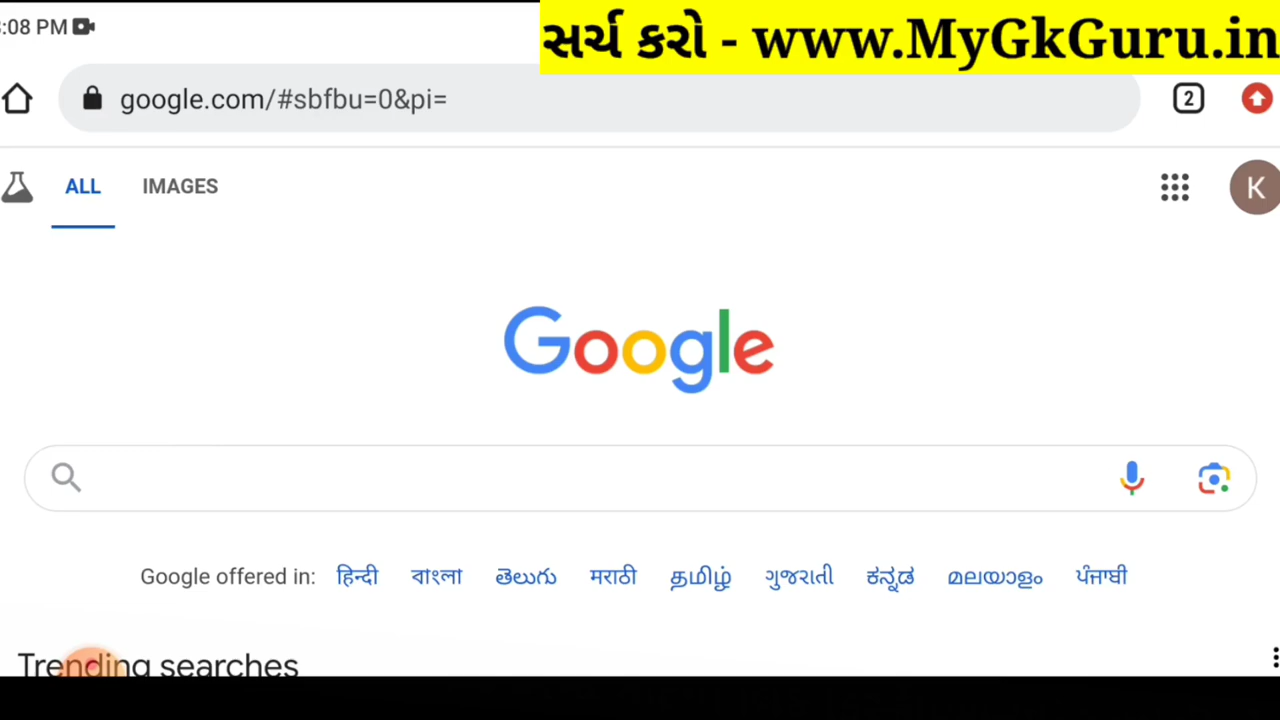 :08 PM
સર્ચ કરો - www.MyGkGuru.in
google.com/#sbfbu=0&pi=
2
ALL IMAGES
K
Google
Google offered in: हिन्दी বাংলা తెలుగు मराठी தமிழ் ગુજરાતી ಕನ್ನಡ മലയാളം ਪੰਜਾਬੀ
Trending searches